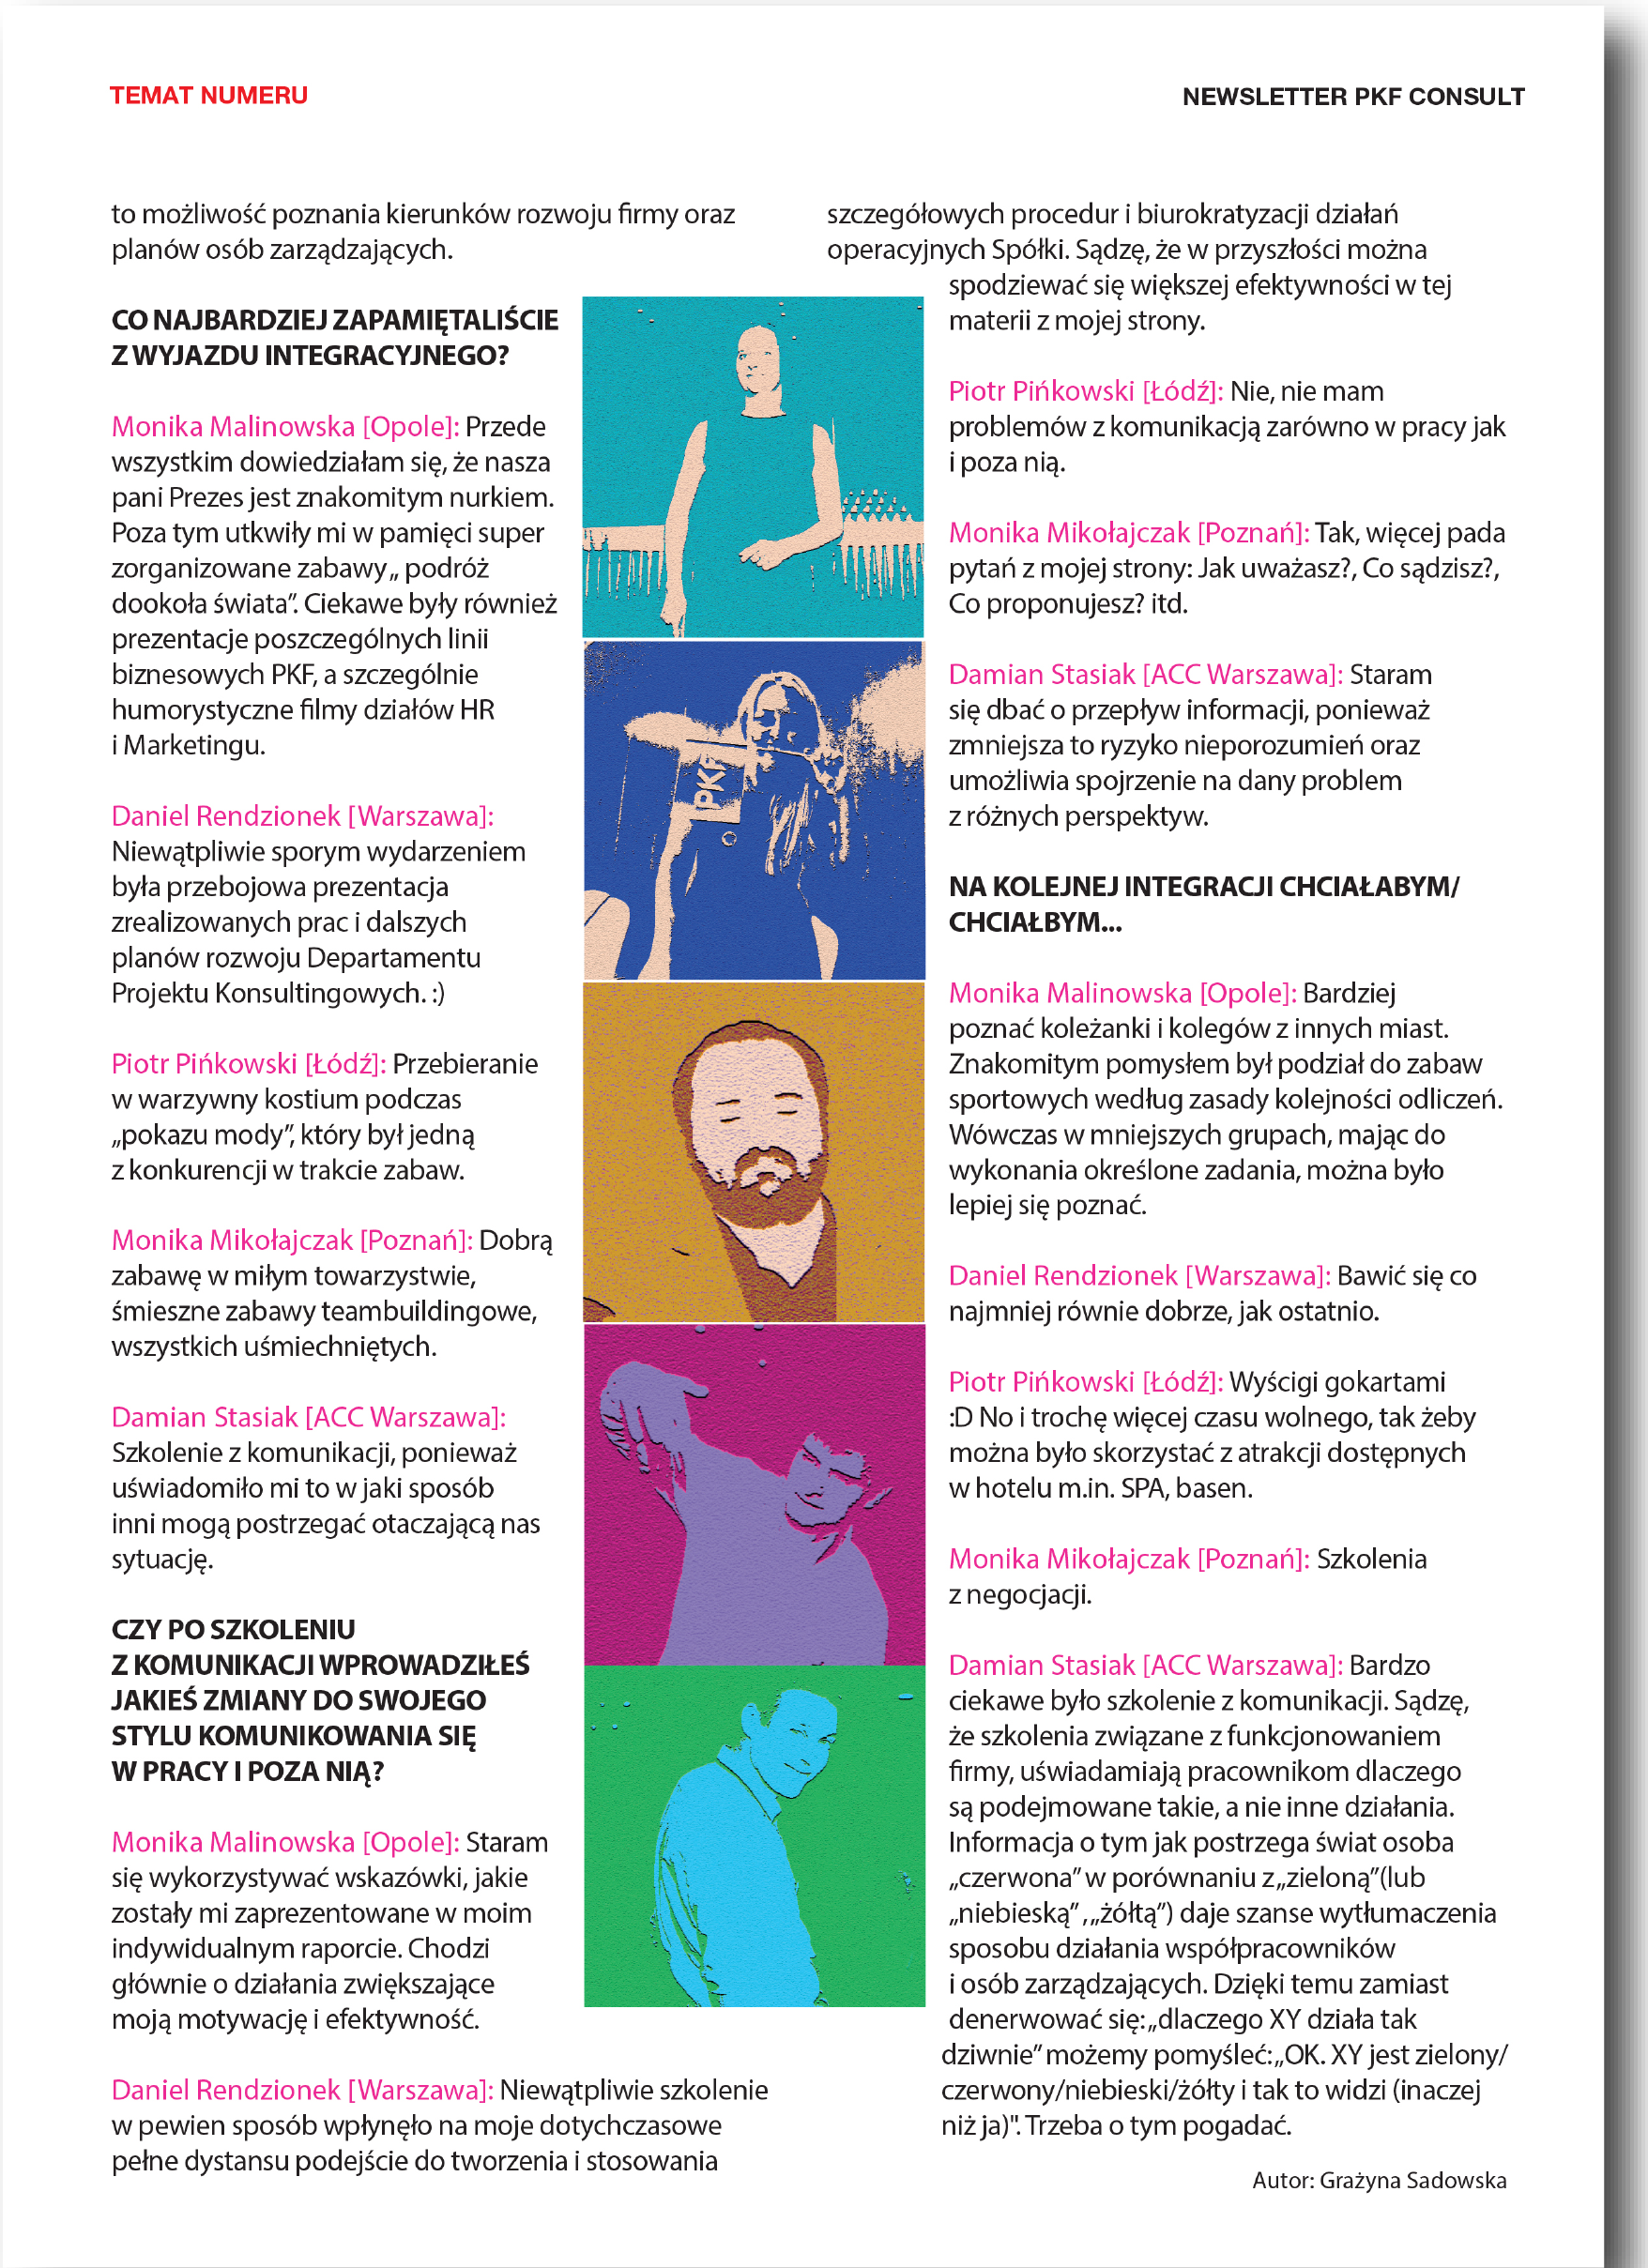 TEMAT NUMERU
NEWSLETTER PKF CONSULT
to możliwość poznania kierunków rozwoju firmy oraz
planów osób zarządzających.
CO NAJBARDZIEJ ZAPAMIĘTALIŚCIE
Z WYJAZDU INTEGRACYJNEGO?
Monika Malinowska [Opole]: Przede
wszystkim dowiedziałam się, że nasza
pani Prezes jest znakomitym nurkiem.
Poza tym utkwiły mi w pamięci super
zorganizowane zabawy „ podróż
dookoła świata”. Ciekawe były również
prezentacje poszczególnych linii
biznesowych PKF, a szczególnie
humorystyczne filmy działów HR
i Marketingu.
Daniel Rendzionek [Warszawa]:
Niewątpliwie sporym wydarzeniem
była przebojowa prezentacja
zrealizowanych prac i dalszych
planów rozwoju Departamentu
Projektu Konsultingowych. :)
Piotr Pińkowski [Łódź]: Przebieranie
w warzywny kostium podczas
„pokazu mody”, który był jedną
z konkurencji w trakcie zabaw.
Monika Mikołajczak [Poznań]: Dobrą
zabawę w miłym towarzystwie,
śmieszne zabawy teambuildingowe,
wszystkich uśmiechniętych.
Damian Stasiak [ACC Warszawa]:
Szkolenie z komunikacji, ponieważ
uświadomiło mi to w jaki sposób
inni mogą postrzegać otaczającą nas
sytuację.
CZY PO SZKOLENIU
Z KOMUNIKACJI WPROWADZIŁEŚ
JAKIEŚ ZMIANY DO SWOJEGO
STYLU KOMUNIKOWANIA SIĘ
W PRACY I POZA NIĄ?
Monika Malinowska [Opole]: Staram
się wykorzystywać wskazówki, jakie
zostały mi zaprezentowane w moim
indywidualnym raporcie. Chodzi
głównie o działania zwiększające
moją motywację i efektywność.
Daniel Rendzionek [Warszawa]: Niewątpliwie szkolenie
w pewien sposób wpłynęło na moje dotychczasowe
pełne dystansu podejście do tworzenia i stosowania
PKF
szczegółowych procedur i biurokratyzacji działań
operacyjnych Spółki. Sądzę, że w przyszłości można
spodziewać się większej efektywności w tej
materii z mojej strony.
Piotr Pińkowski [Łódź]: Nie, nie mam
problemów z komunikacją zarówno w pracy jak
i poza nią.
Monika Mikołajczak [Poznań]: Tak, więcej pada
pytań z mojej strony: Jak uważasz?, Co sądzisz?,
Co proponujesz? itd.
Damian Stasiak [ACC Warszawa]: Staram
się dbać o przepływ informacji, ponieważ
zmniejsza to ryzyko nieporozumień oraz
umożliwia spojrzenie na dany problem
z różnych perspektyw.
NA KOLEJNEJ INTEGRACJI CHCIAŁABYM/
CHCIAŁBYM...
Monika Malinowska [Opole]: Bardziej
poznać koleżanki i kolegów z innych miast.
Znakomitym pomysłem był podział do zabaw
sportowych według zasady kolejności odliczeń.
Wówczas w mniejszych grupach, mając do
wykonania określone zadania, można było
lepiej się poznać.
Daniel Rendzionek [Warszawa]: Bawić się co
najmniej równie dobrze, jak ostatnio.
Piotr Pińkowski [Łódź]: Wyścigi gokartami
:D No i trochę więcej czasu wolnego, tak żeby
można było skorzystać z atrakcji dostępnych
w hotelu m.in. SPA, basen.
Monika Mikołajczak [Poznań]: Szkolenia
z negocjacji.
Damian Stasiak [ACC Warszawa]: Bardzo
ciekawe było szkolenie z komunikacji. Sądzę,
że szkolenia związane z funkcjonowaniem
firmy, uświadamiają pracownikom dlaczego
są podejmowane takie, a nie inne działania.
Informacja o tym jak postrzega świat osoba
„czerwona” w porównaniu z „zieloną” (lub
„niebieską” , „żółtą”) daje szanse wytłumaczenia
sposobu działania współpracowników
i osób zarządzających. Dzięki temu zamiast
denerwować się: „dlaczego XY działa tak
dziwnie” możemy pomyśleć: „OK. XY jest zielony/
czerwony/niebieski/żółty i tak to widzi (inaczej
niż ja)". Trzeba o tym pogadać.
Autor: Grażyna Sadowska